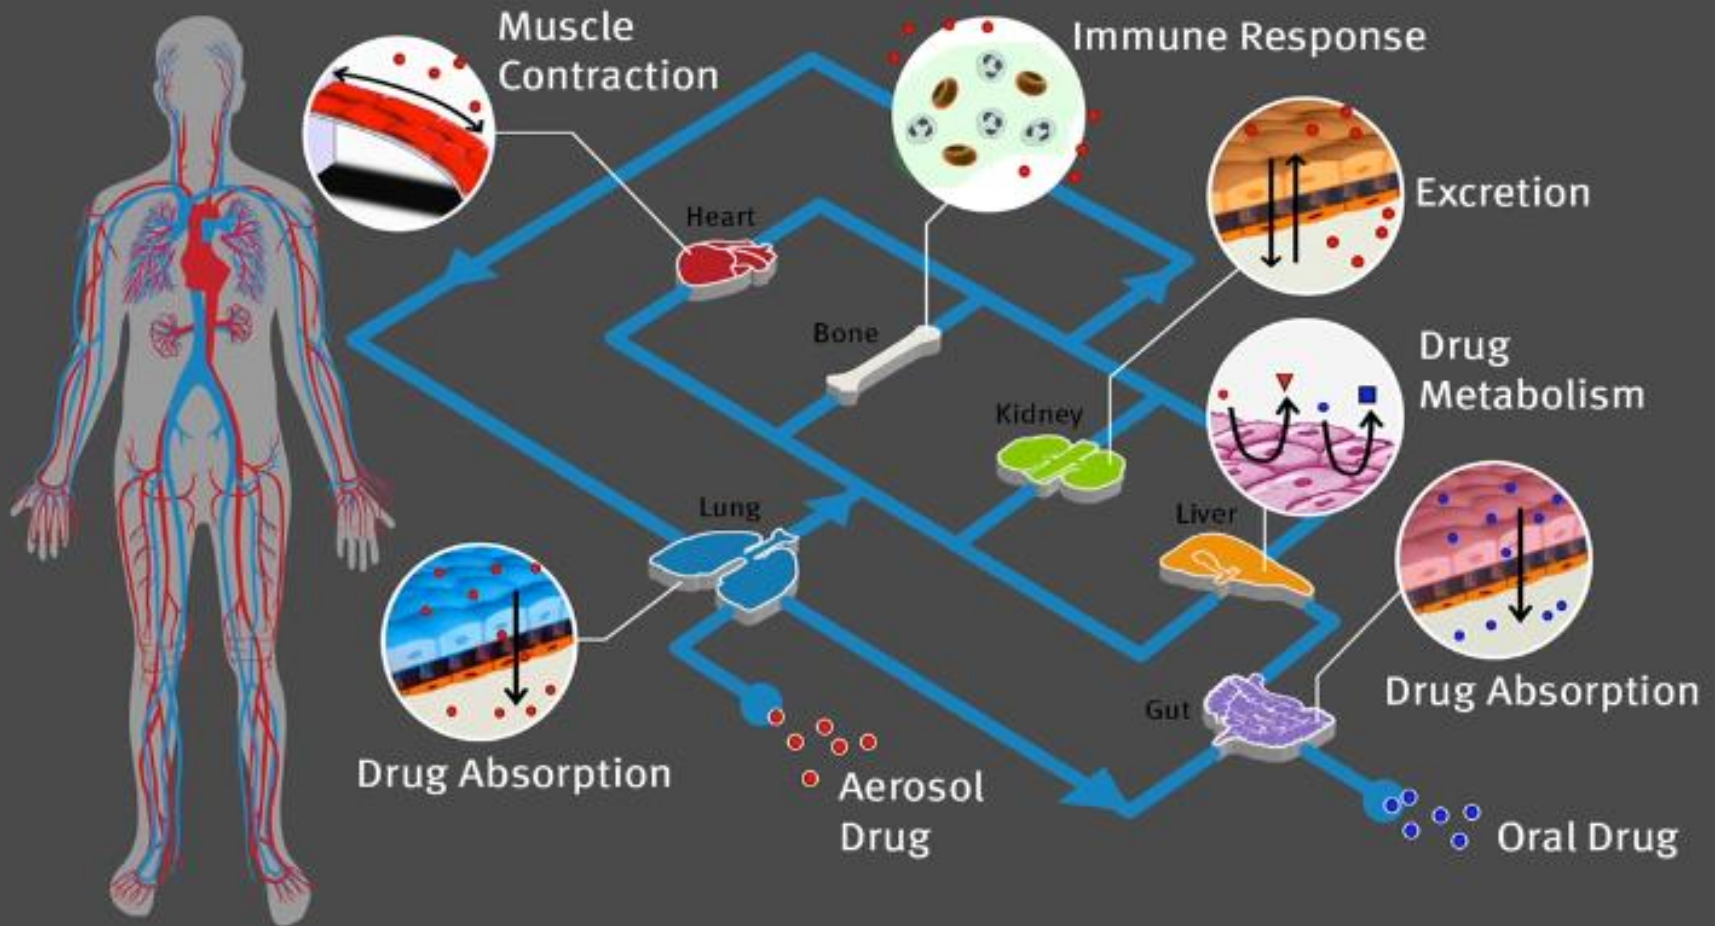 Muscle
Contraction
Immune Response
Excretion
Heart
Bone
Drug
Metabolism
Kidney
Lung
Liver
Drug Absorption
Gut
Drug Absorption
Aerosol
Drug
Oral Drug